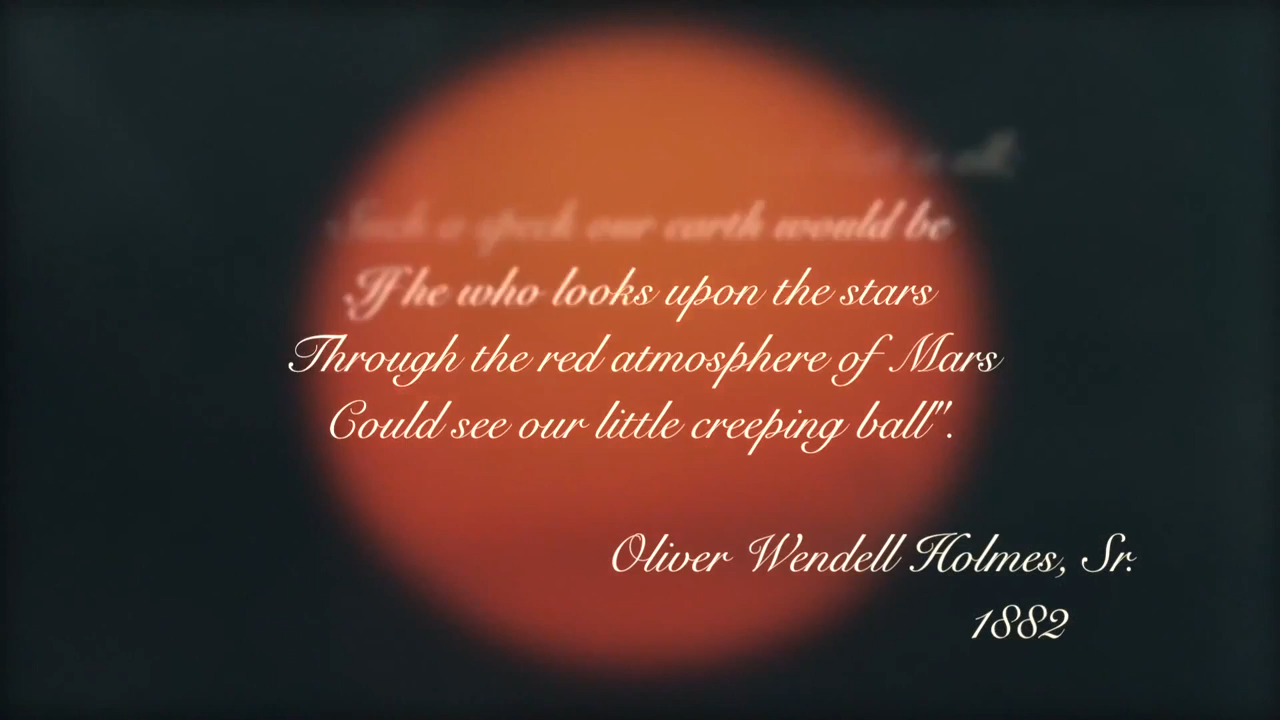 Such a speck our earth would be
If he who looks upon the stars
Through the red atmosphere of Mars
Could see our little creeping ball".
Oliver Wendell Holmes, Sr.
1882